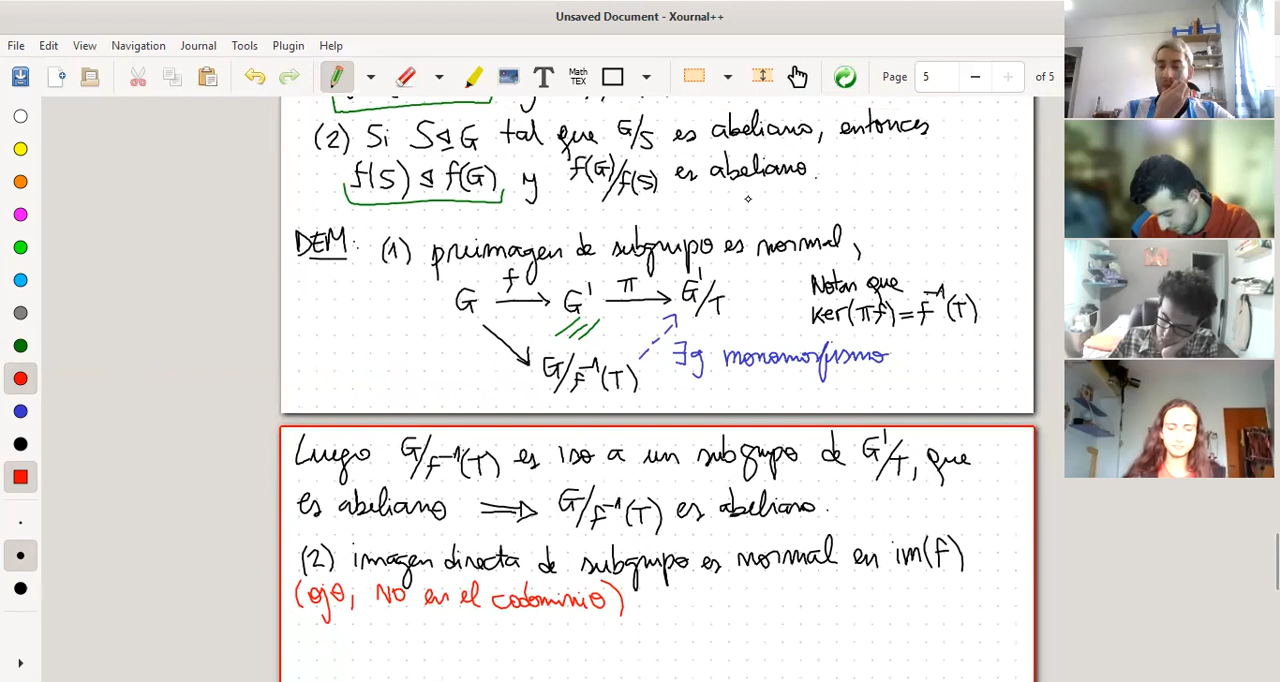 Unsaved Document - Xournal++
File Edit View Navigation Journal Tools Plugin Help
T Math TEX Page 5 of 5
(2) Si S⊴G tal que G/S es abeliano, entonces
f(S) ⊴ f(G) y f(G)/f(S) es abeliano.
DEM: (1) preimagen de subgrupo es normal,
G f→ G' π→ G'/T
Notar que
ker(πf) = f⁻¹(T)
G/f⁻¹(T) ∃g monomorfismo
Luego G/f⁻¹(T) es iso a un subgrupo de G'/T, que
es abeliano ⟹ G/f⁻¹(T) es abeliano.
(2) imagen directa de subgrupo es normal en im(f)
(ojo, NO en el codominio)